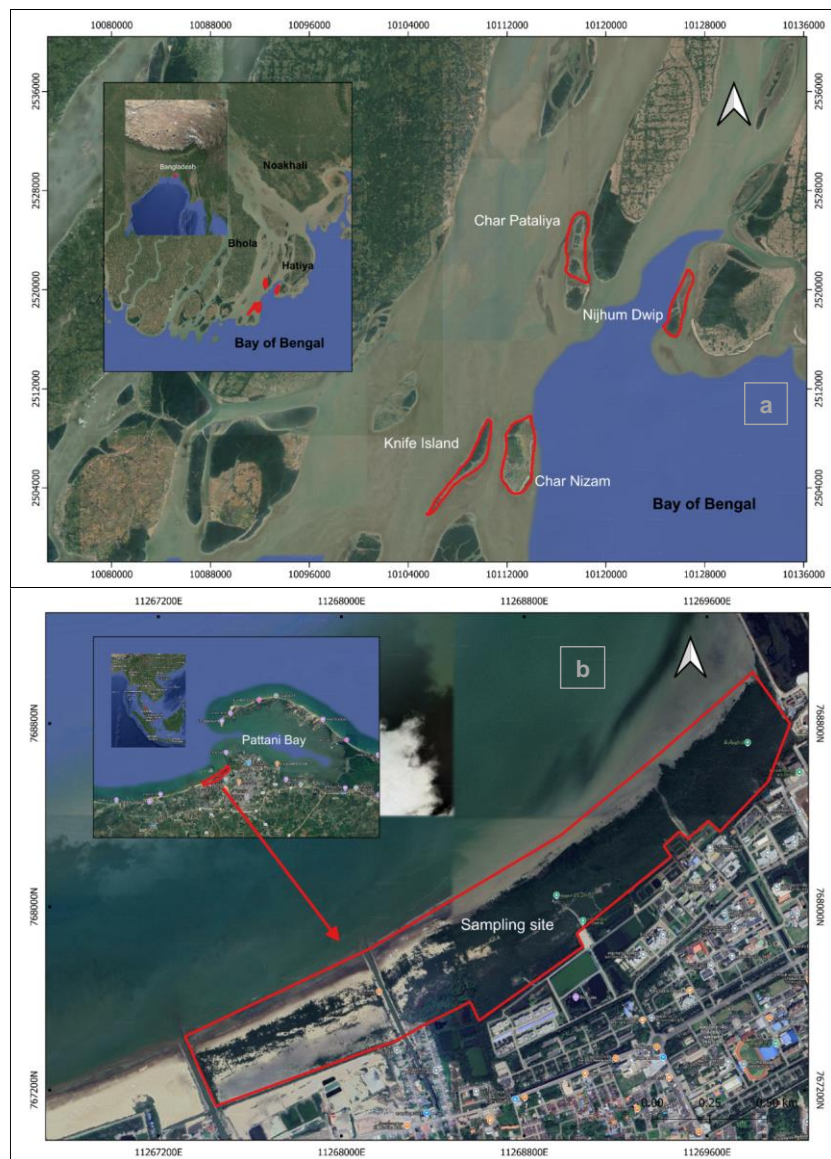 10080000 10088000 10096000 10104000 10112000 10120000 10128000 10136000
2536000
2528000
2520000
2512000
2504000
Bangladesh
Noakhali
Bhola
Hatiya
Bay of Bengal
Char Pataliya
Nijhum Dwip
a
Knife Island
Char Nizam
Bay of Bengal
10080000 10088000 10096000 10104000 10112000 10120000 10128000 10136000
11267200E 11268000E 11268800E 11269600E
768800N 768800N
768000N 768000N
767200N 767200N
b
Pattani Bay
Sampling site
0.00 0.25 0.50 km
11267200E 11268000E 11268800E 11269600E